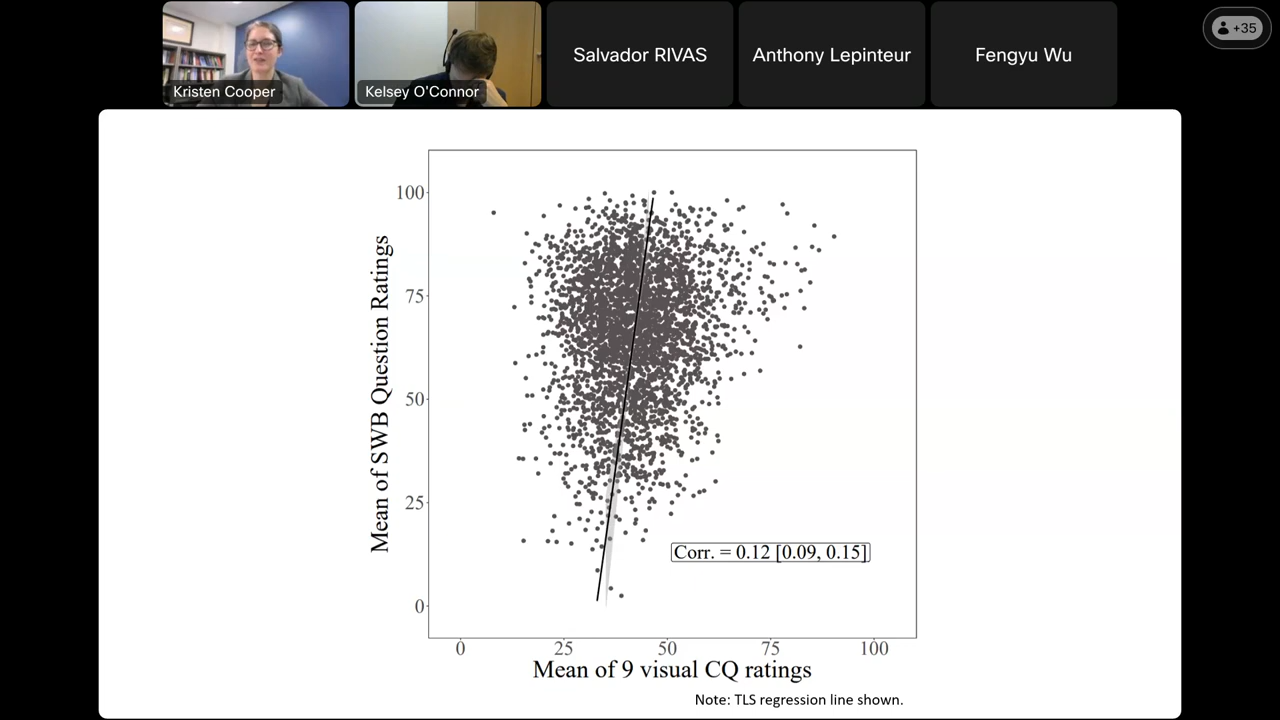 Kristen Cooper
Kelsey O'Connor
Salvador RIVAS
Anthony Lepinteur
Fengyu Wu
+35
100
75
50
25
0
Mean of SWB Question Ratings
Corr. = 0.12 [0.09, 0.15]
0 25 50 75 100
Mean of 9 visual CQ ratings
Note: TLS regression line shown.